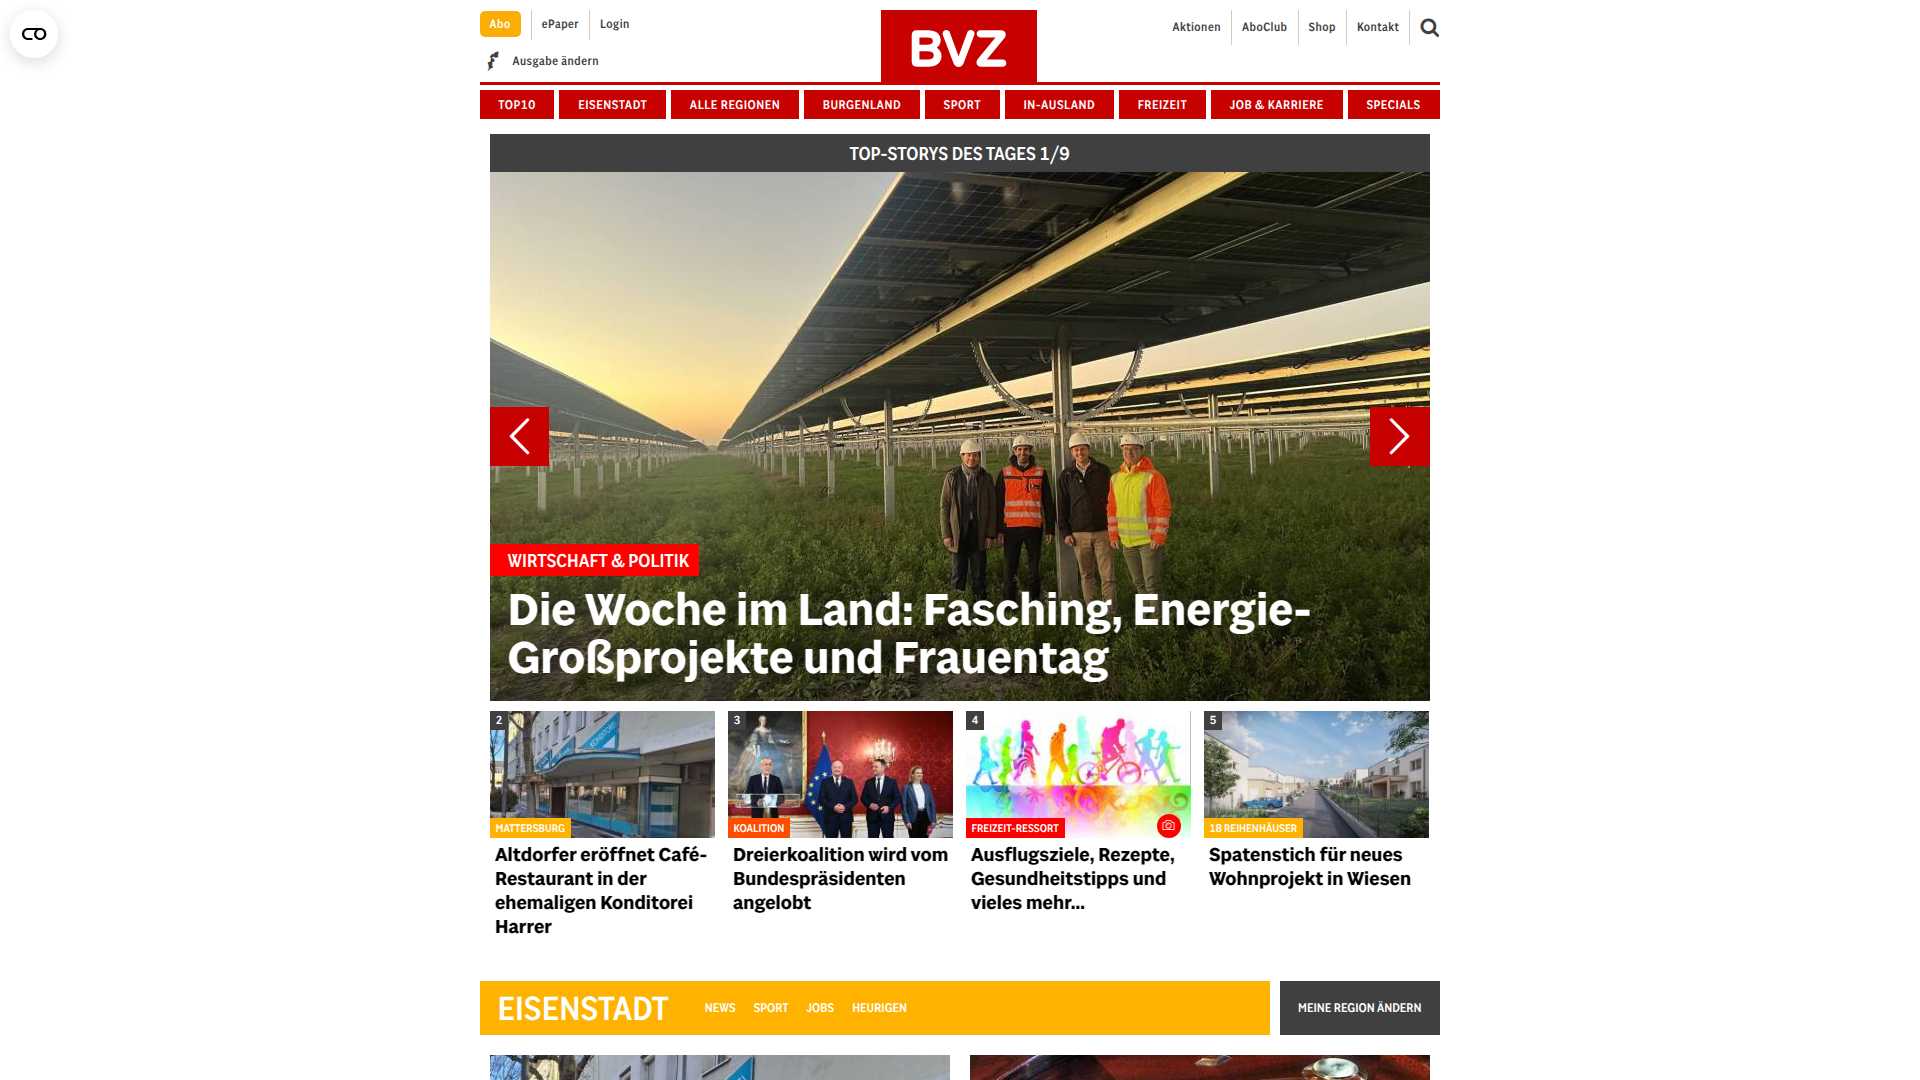 Abo
ePaper
Login
Ausgabe ändern
BVZ
Aktionen
AboClub
Shop
Kontakt
TOP10
EISENSTADT
ALLE REGIONEN
BURGENLAND
SPORT
IN-AUSLAND
FREIZEIT
JOB & KARRIERE
SPECIALS
TOP-STORYS DES TAGES 1/9
WIRTSCHAFT & POLITIK
Die Woche im Land: Fasching, Energie-
Großprojekte und Frauentag
2
MATTERSBURG
Altdorfer eröffnet Café-
Restaurant in der
ehemaligen Konditorei
Harrer
3
KOALITION
Dreierkoalition wird vom
Bundespräsidenten
angelobt
4
FREIZEIT-RESSORT
Ausflugsziele, Rezepte,
Gesundheitstipps und
vieles mehr...
5
18 REIHENHÄUSER
Spatenstich für neues
Wohnprojekt in Wiesen
EISENSTADT
NEWS
SPORT
JOBS
HEURIGEN
MEINE REGION ÄNDERN